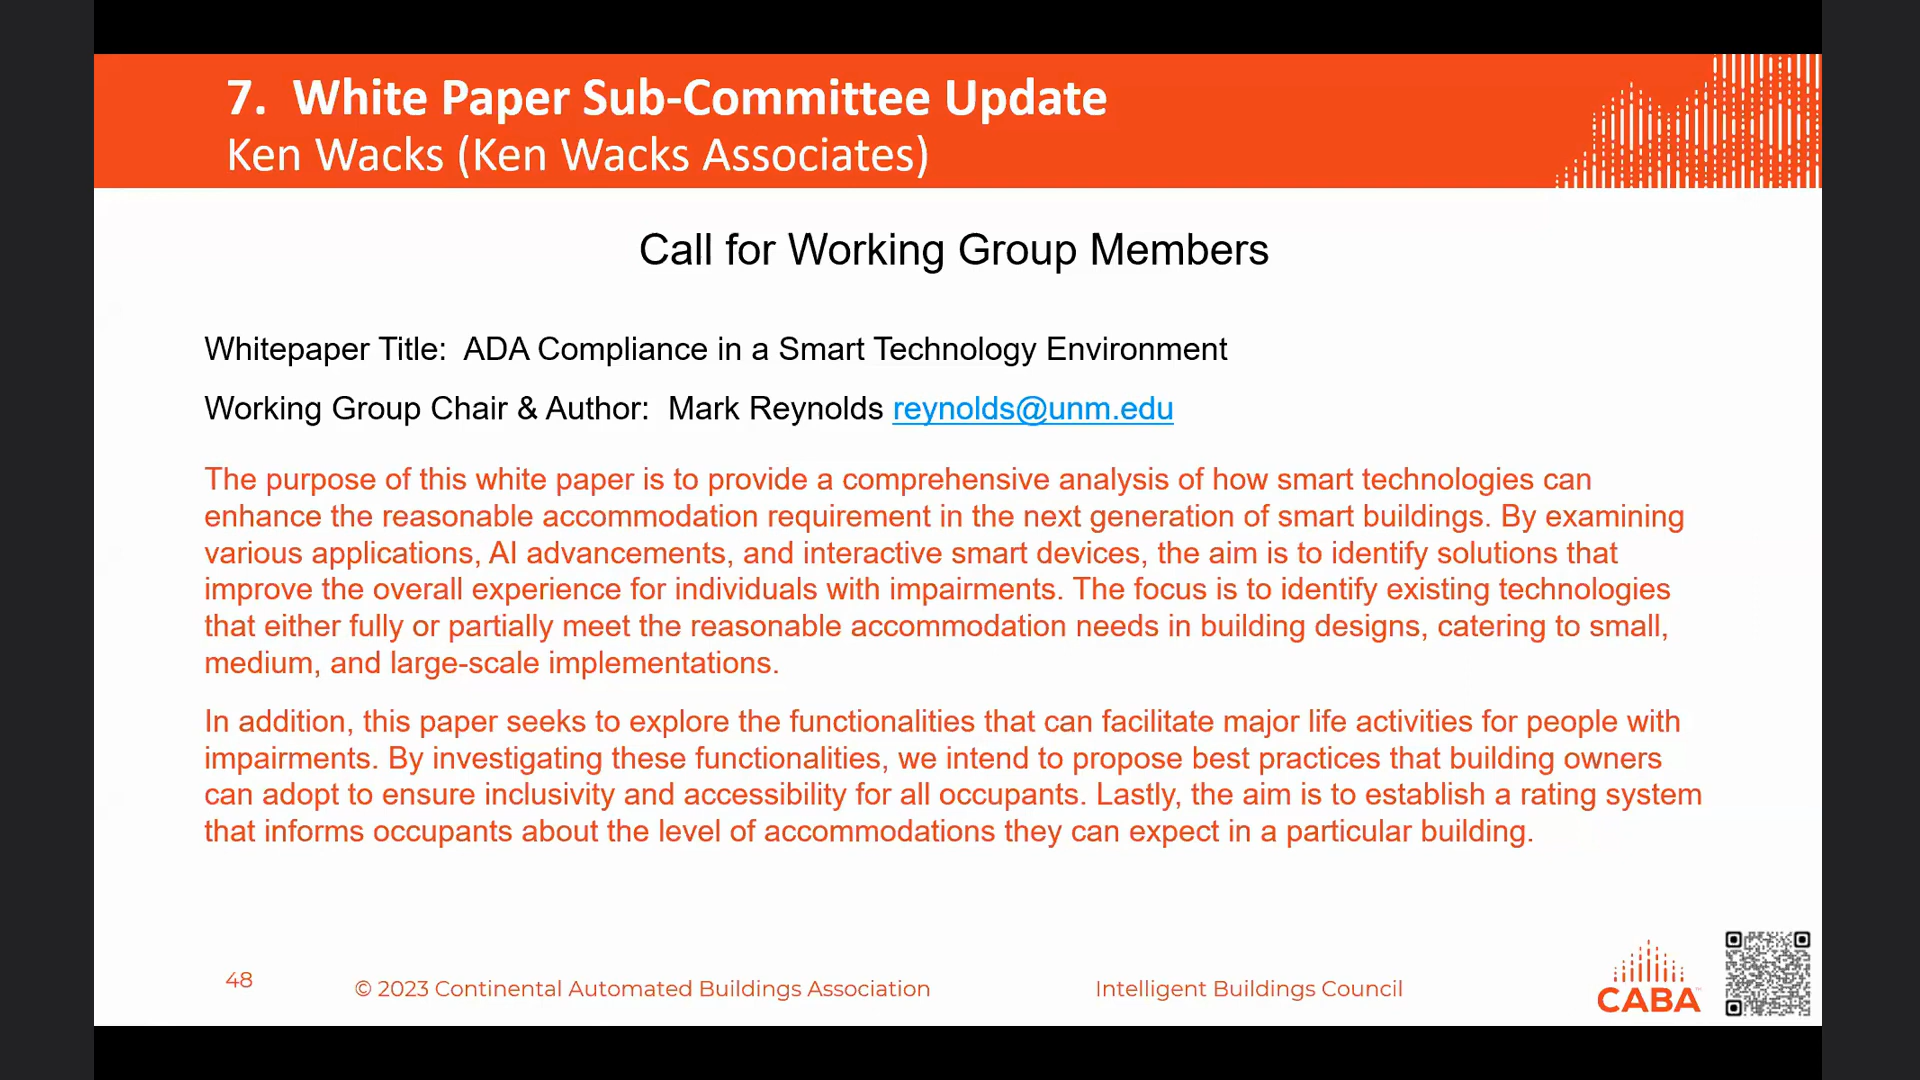 7. White Paper Sub-Committee Update
Ken Wacks (Ken Wacks Associates)
Call for Working Group Members
Whitepaper Title: ADA Compliance in a Smart Technology Environment
Working Group Chair & Author: Mark Reynolds reynolds@unm.edu
The purpose of this white paper is to provide a comprehensive analysis of how smart technologies can
enhance the reasonable accommodation requirement in the next generation of smart buildings. By examining
various applications, AI advancements, and interactive smart devices, the aim is to identify solutions that
improve the overall experience for individuals with impairments. The focus is to identify existing technologies
that either fully or partially meet the reasonable accommodation needs in building designs, catering to small,
medium, and large-scale implementations.
In addition, this paper seeks to explore the functionalities that can facilitate major life activities for people with
impairments. By investigating these functionalities, we intend to propose best practices that building owners
can adopt to ensure inclusivity and accessibility for all occupants. Lastly, the aim is to establish a rating system
that informs occupants about the level of accommodations they can expect in a particular building.
48
© 2023 Continental Automated Buildings Association
Intelligent Buildings Council
CABA